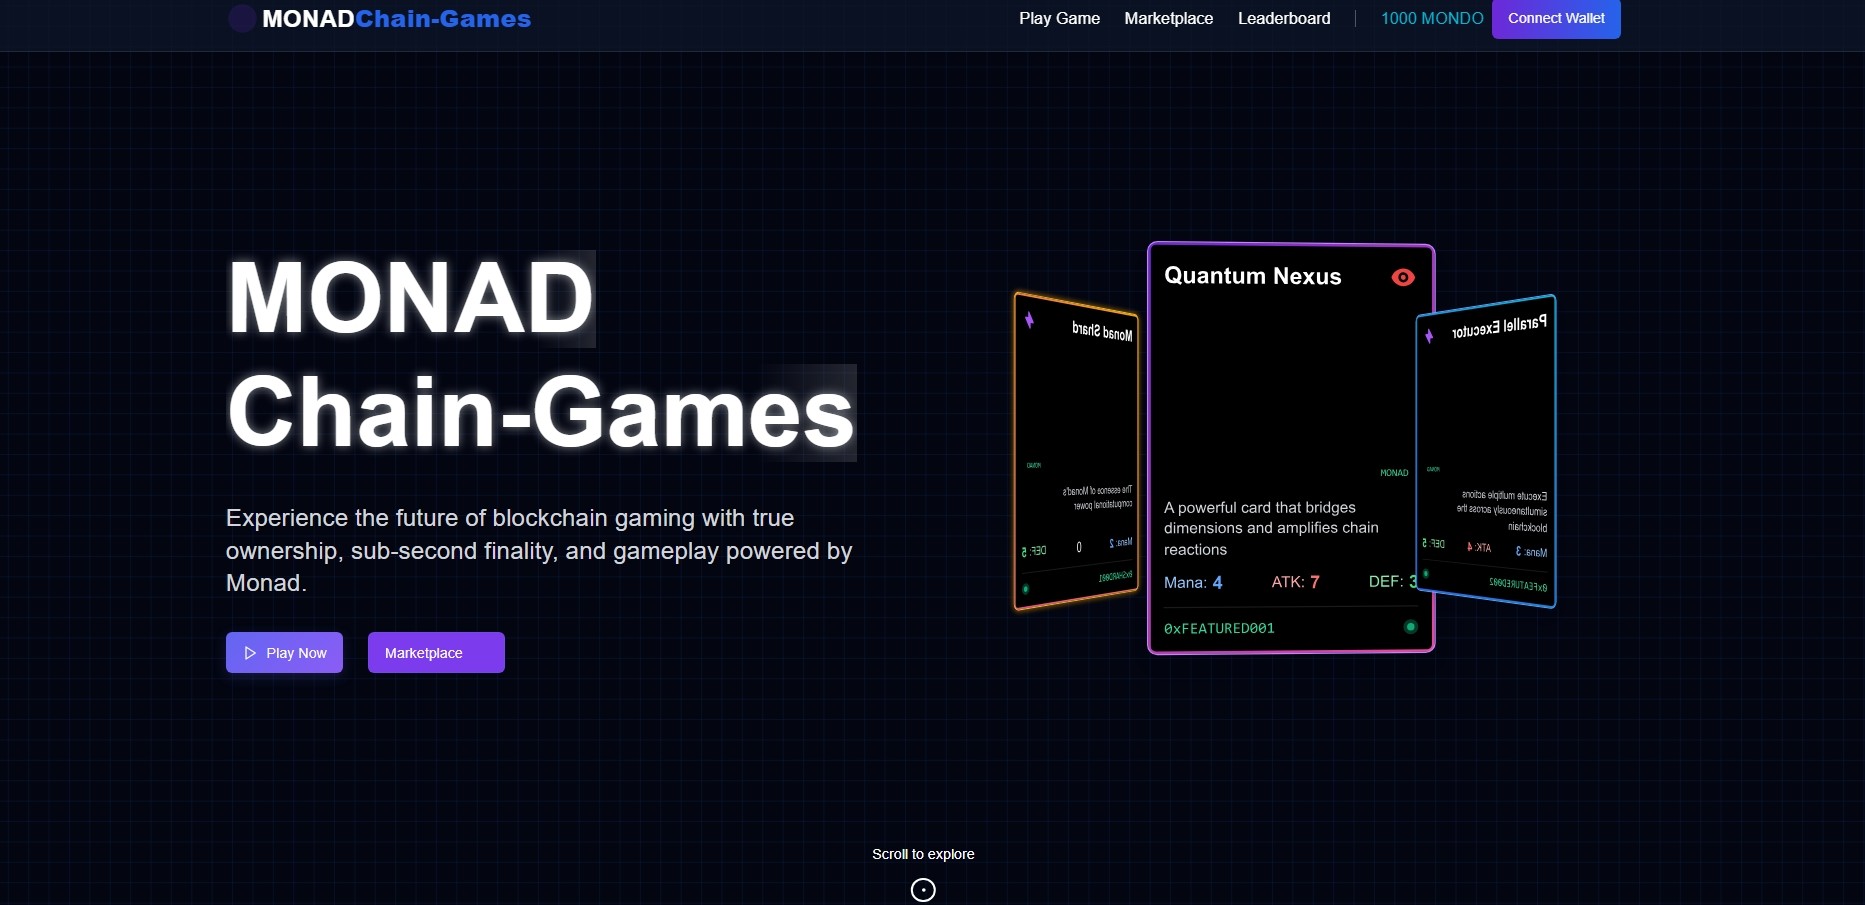 MONADChain-Games
Play Game
Marketplace
Leaderboard
1000 MONDO
Connect Wallet
MONAD
Chain-Games
Experience the future of blockchain gaming with true
ownership, sub-second finality, and gameplay powered by
Monad.
Play Now
Marketplace
Monad Shard
MONAD
The essence of Monad's
computational power
Mana: 2
0
DEF: 5
0xSHARD001
Quantum Nexus
MONAD
A powerful card that bridges
dimensions and amplifies chain
reactions
Mana: 4
ATK: 7
DEF: 3
0xFEATURED001
Parallel Executor
MONAD
Execute multiple actions
simultaneously across the
blockchain
Mana: 3
ATK: 4
DEF: 5
0xFEATURED002
Scroll to explore